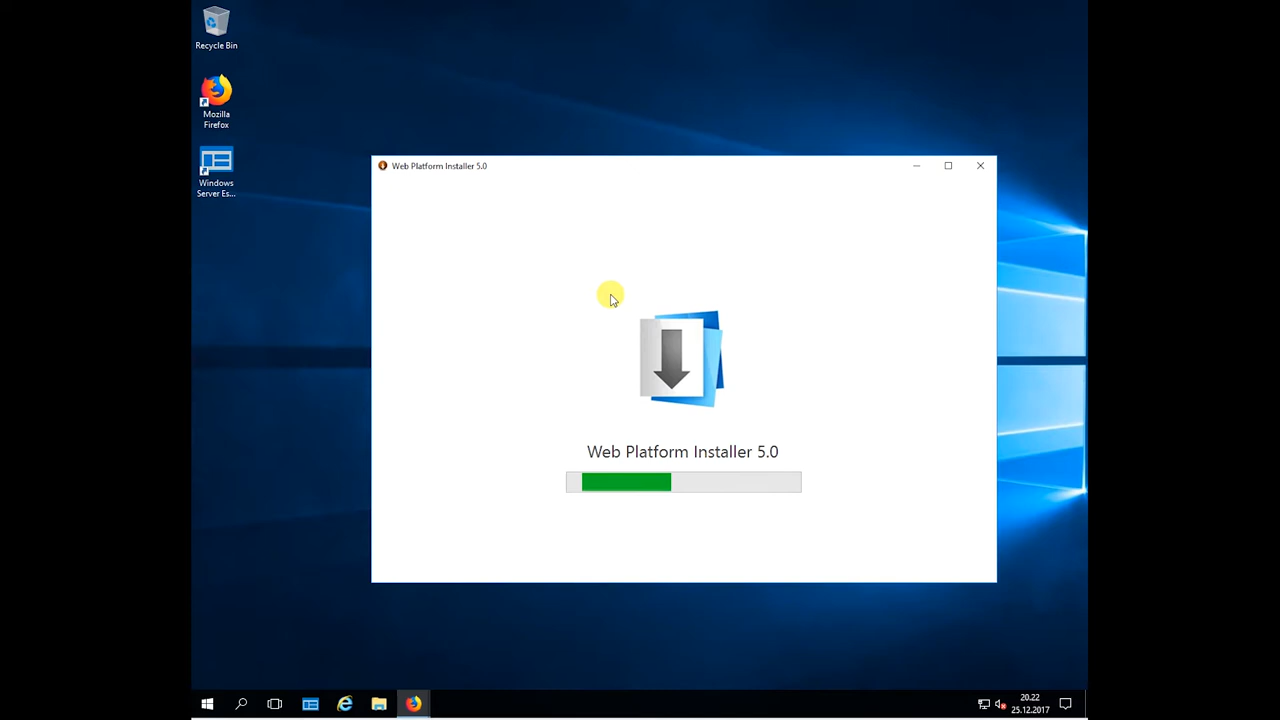 Recycle Bin
Mozilla
Firefox
Windows
Server Es...
Web Platform Installer 5.0
Web Platform Installer 5.0
20.22
25.12.2017